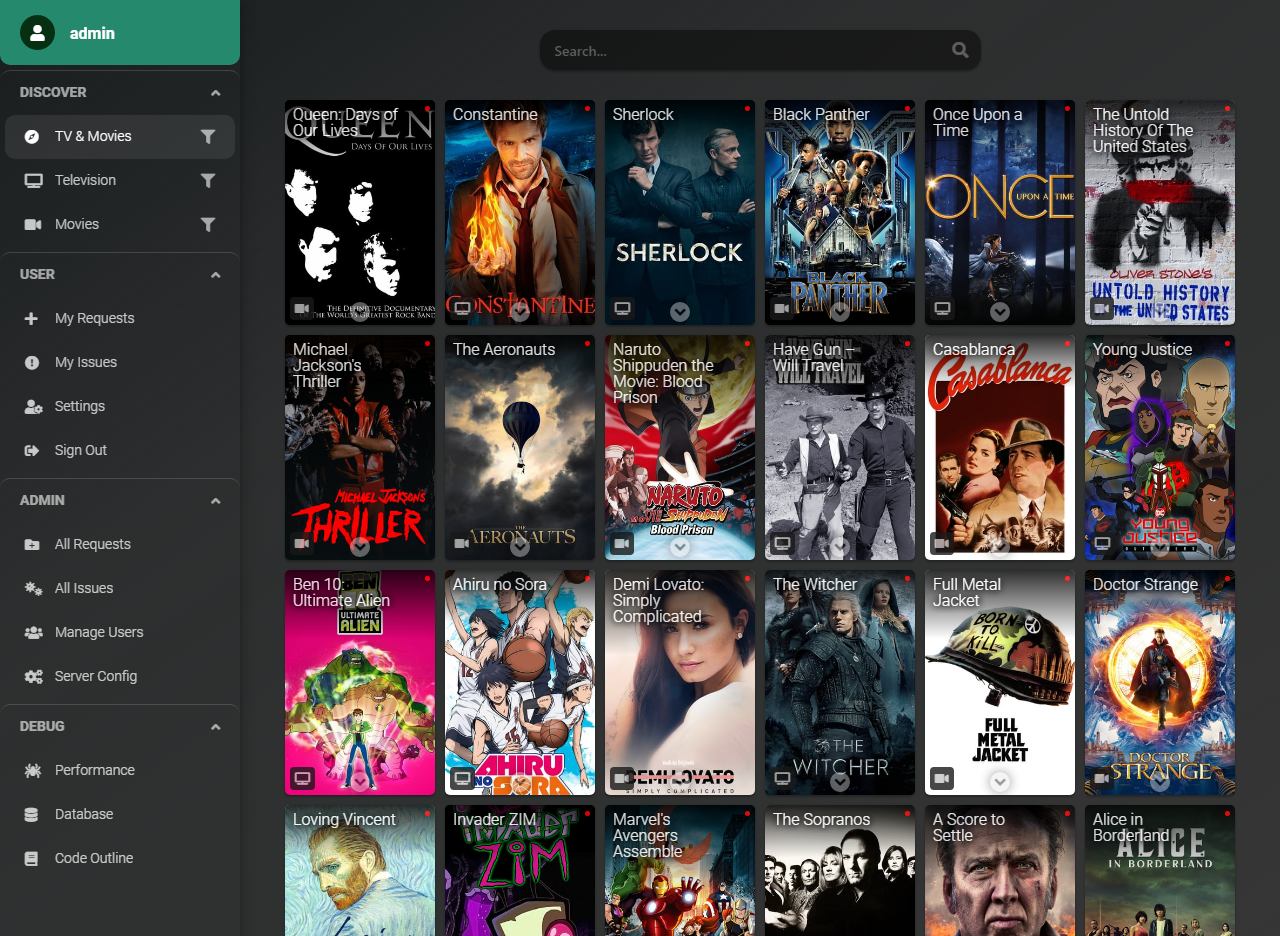 admin
Search...
DISCOVER
TV & Movies
Television
Movies
USER
My Requests
My Issues
Settings
Sign Out
ADMIN
All Requests
All Issues
Manage Users
Server Config
DEBUG
Performance
Database
Code Outline
Queen: Days of
Our Lives
QUEEN
DAYS OF OUR LIVES
THE DEFINITIVE DOCUMENTARY
OF THE WORLD'S GREATEST ROCK BAND
Constantine
CONSTANTINE
Sherlock
SHERLOCK
Black Panther
BLACK
PANTHER
Once Upon a
Time
ONCE
UPON A TIME
The Untold
History Of The
United States
OLIVER STONE'S
UNTOLD HISTORY
OF THE UNITED STATES
Michael
Jackson's
Thriller
MICHAEL JACKSON'S
THRILLER
The Aeronauts
THE
AERONAUTS
Naruto
Shippuden the
Movie: Blood
Prison
NARUTO
MOVIE SHIPPUDEN
Blood Prison
Have Gun –
Will Travel
HAVE GUN
WILL TRAVEL
Casablanca
Casablanca
Young Justice
YOUNG
JUSTICE
Ben 10:
Ultimate Alien
BEN
ULTIMATE
ALIEN
Ahiru no Sora
AHIRU
NO
SORA
Demi Lovato:
Simply
Complicated
DEMI LOVATO
SIMPLY COMPLICATED
The Witcher
THE
WITCHER
Full Metal
Jacket
BORN
TO
KILL
FULL
METAL
JACKET
Doctor Strange
DOCTOR
STRANGE
Loving Vincent
Invader ZIM
INVADER
ZIM
Marvel's
Avengers
Assemble
The Sopranos
A Score to
Settle
Alice in
Borderland
ALICE
IN BORDERLAND